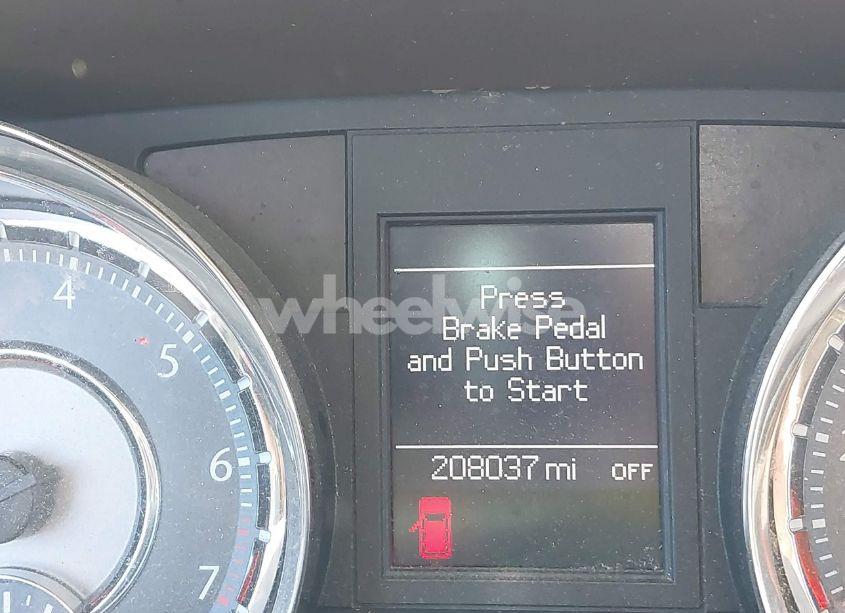 4
5
6
7
wheelwise
Press
Brake Pedal
and Push Button
to Start
208037 mi OFF